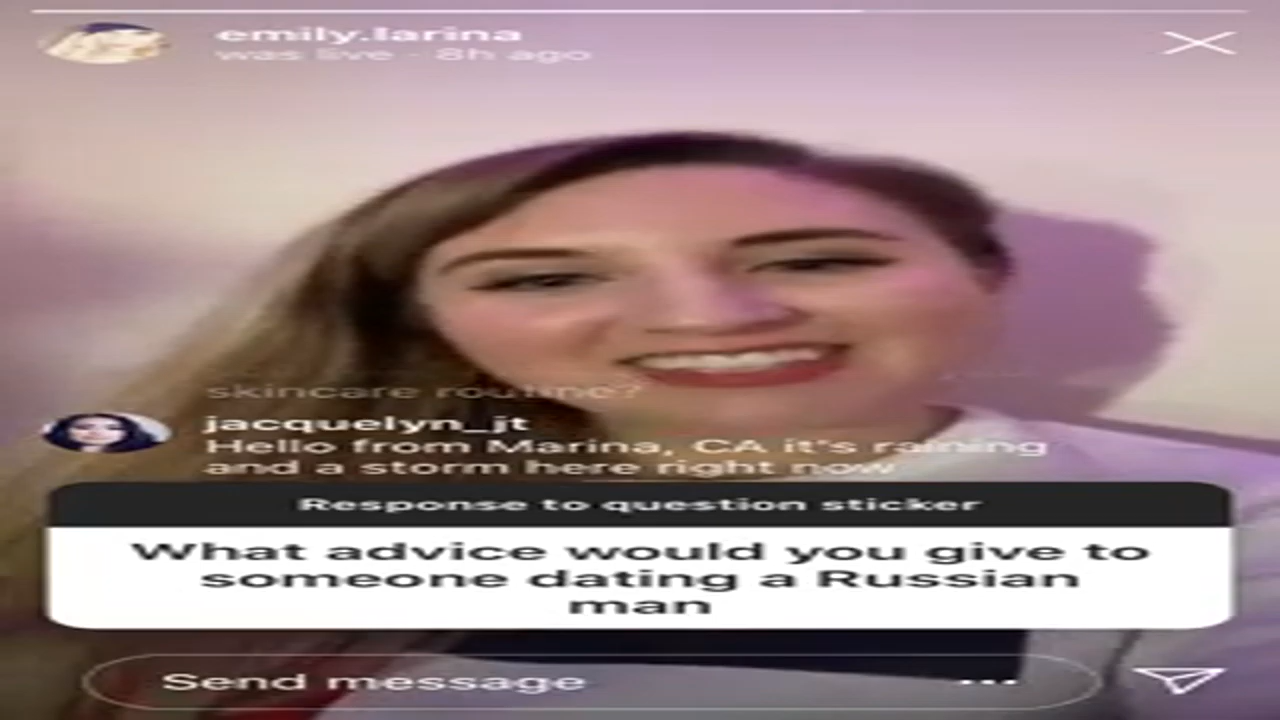 emily.larina
was live · 8h ago
skincare routine?
jacquelyn_jt
Hello from Marina, CA it's raining
and a storm here right now
Response to question sticker
What advice would you give to
someone dating a Russian
man
Send message